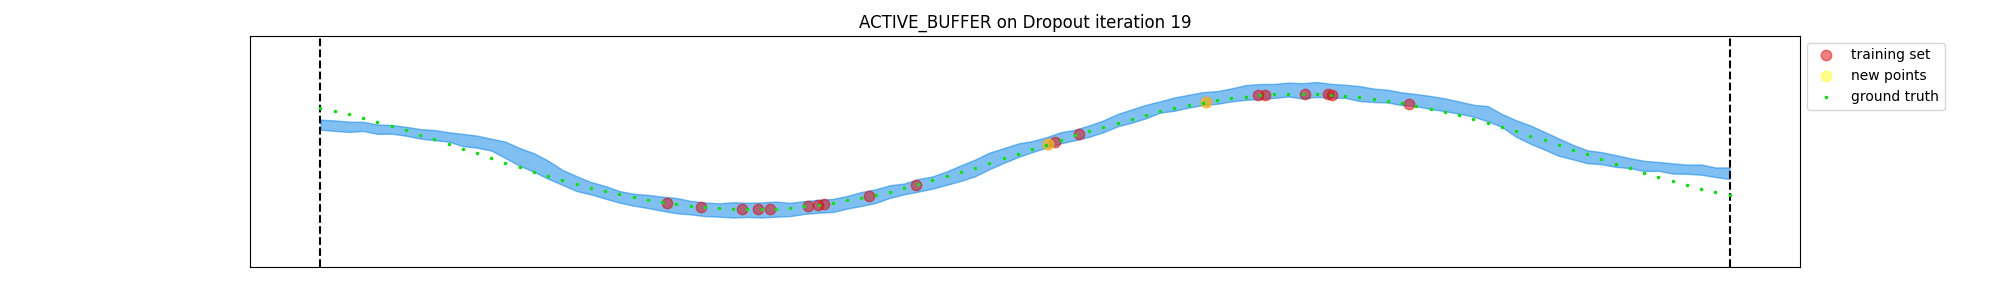 ACTIVE_BUFFER on Dropout iteration 19
training set
new points
ground truth